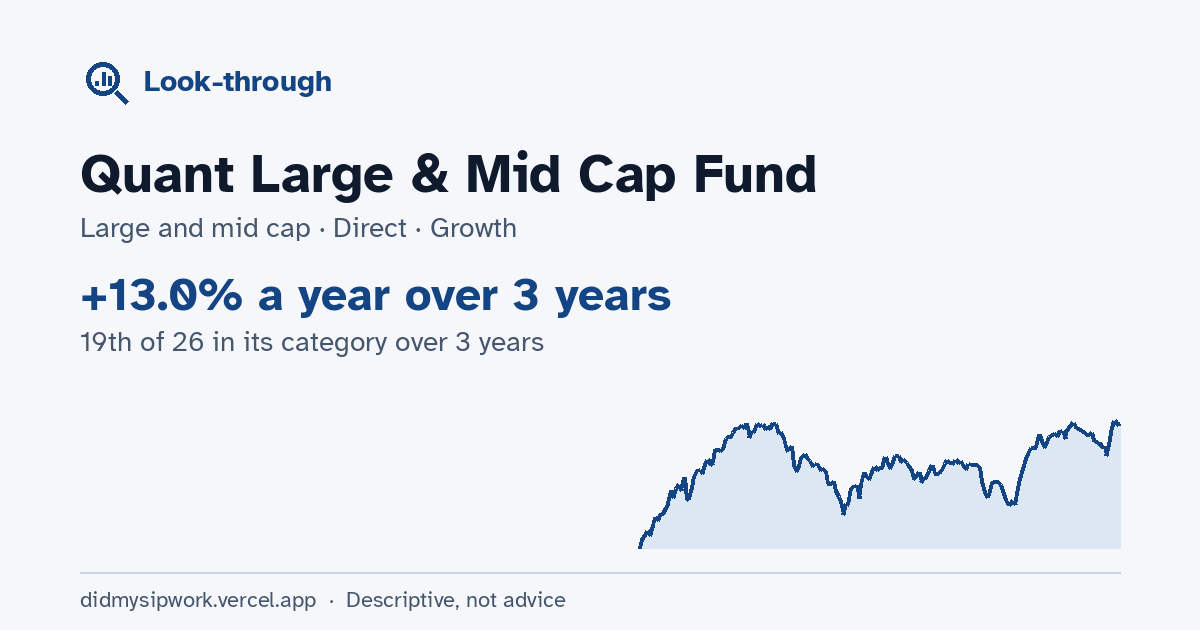 Look-through
Quant Large & Mid Cap Fund
Large and mid cap · Direct · Growth
+13.0% a year over 3 years
19th of 26 in its category over 3 years
didmysipwork.vercel.app · Descriptive, not advice